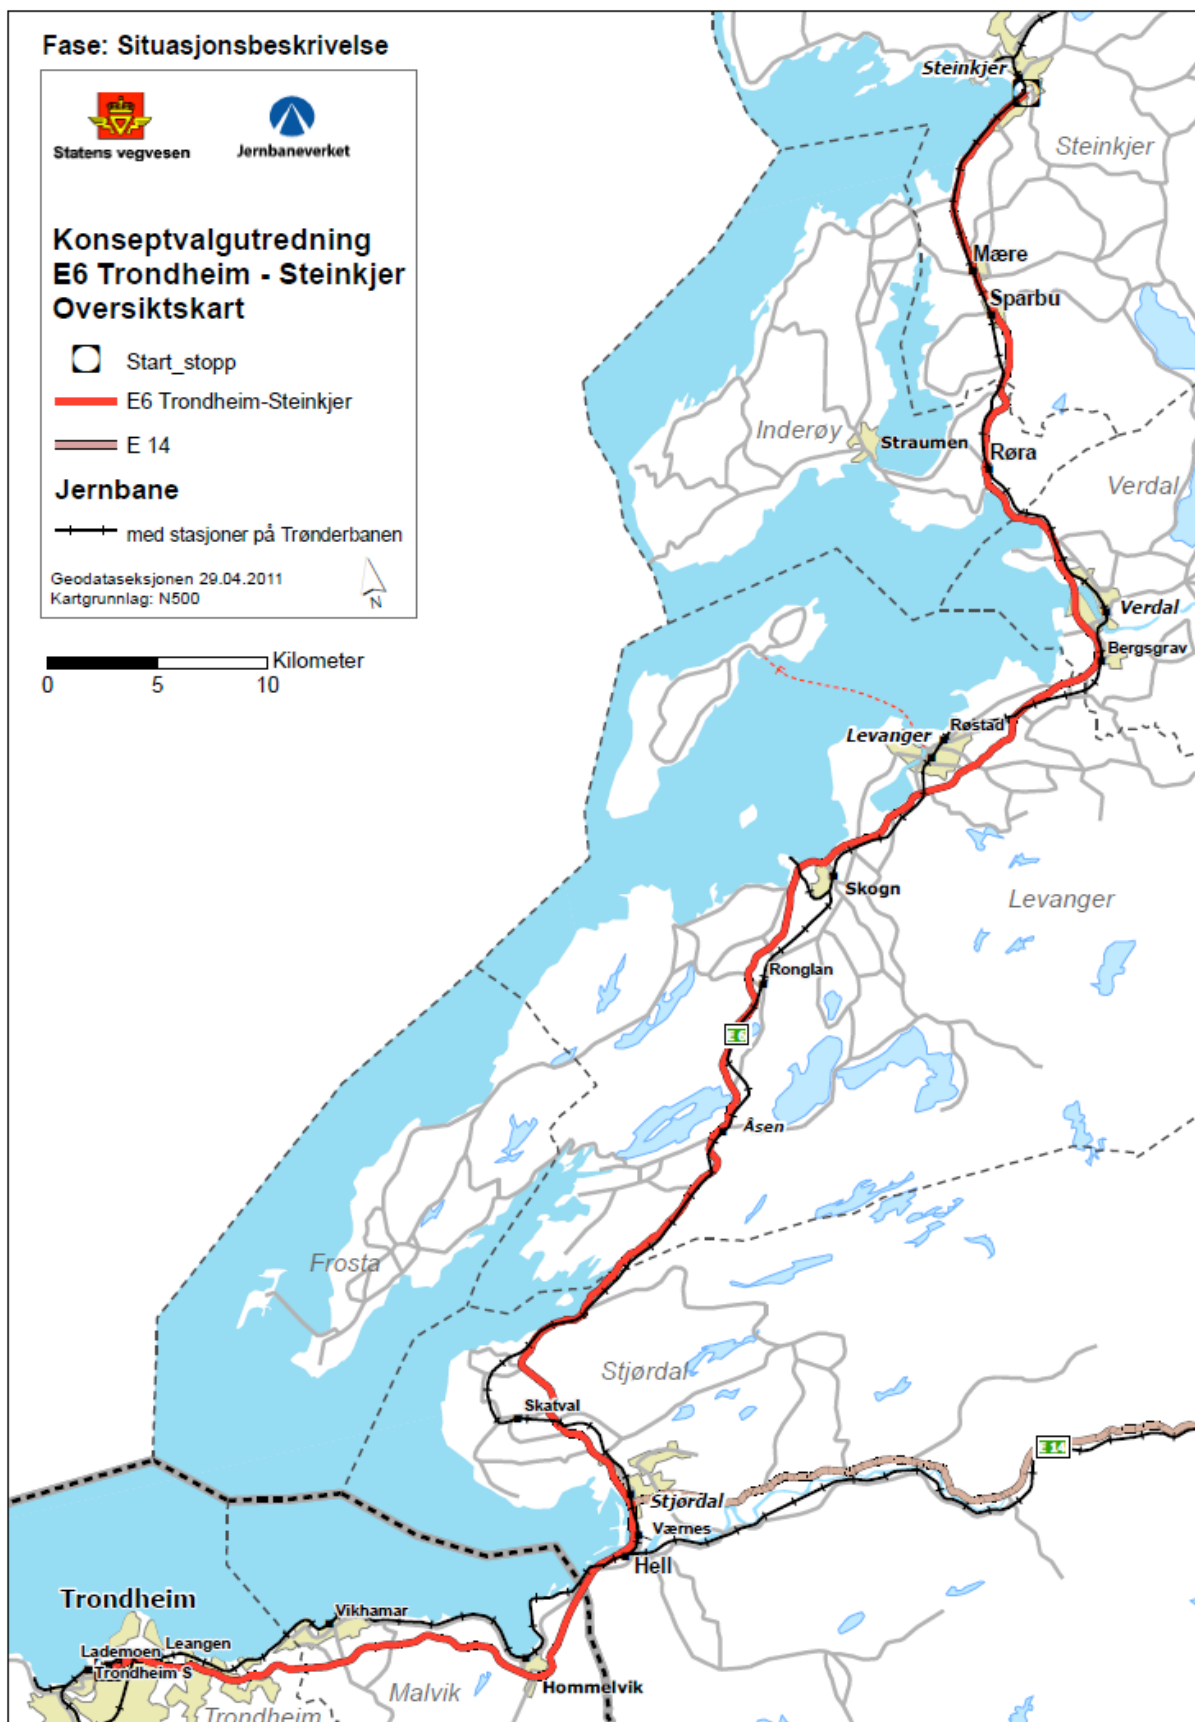 Fase: Situasjonsbeskrivelse
Statens vegvesen
Jernbaneverket
Konseptvalgutredning
E6 Trondheim - Steinkjer
Oversiktskart
Start_stopp
E6 Trondheim-Steinkjer
E 14
Jernbane
med stasjoner på Trønderbanen
Geodataseksjonen 29.04.2011
Kartgrunnlag: N500
N
Kilometer
0 5 10
Steinkjer
Steinkjer
Mære
Sparbu
Inderøy
Straumen
Røra
Verdal
Verdal
Bergsgrav
Røstad
Levanger
Skogn
Levanger
Ronglan
E6
Åsen
Frosta
Stjørdal
Skatval
E14
Stjørdal
Værnes
Hell
Trondheim
Vikhamar
Leangen
Lademoen
Trondheim S
Hommelvik
Malvik
Trondheim